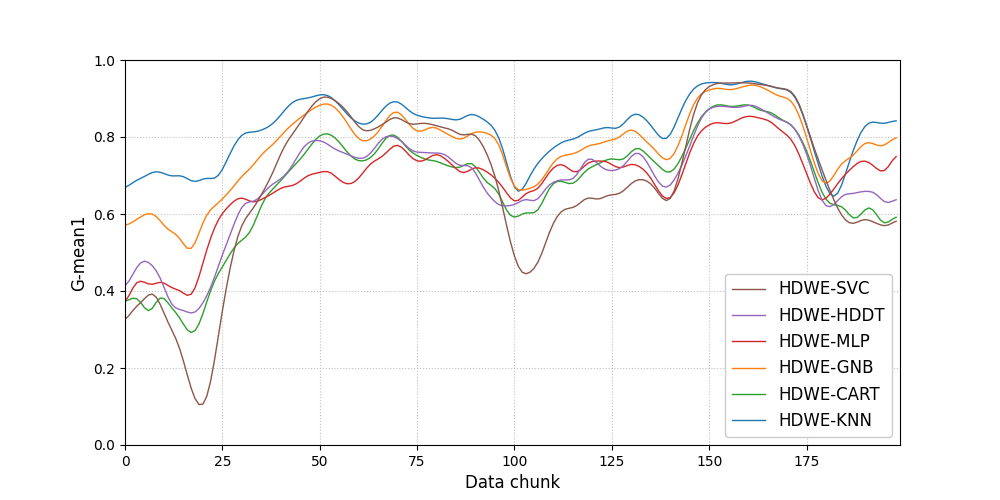 1.0
0.8
0.6
0.4
0.2
0.0
G-mean1
0 25 50 75 100 125 150 175
Data chunk
HDWE-SVC
HDWE-HDDT
HDWE-MLP
HDWE-GNB
HDWE-CART
HDWE-KNN